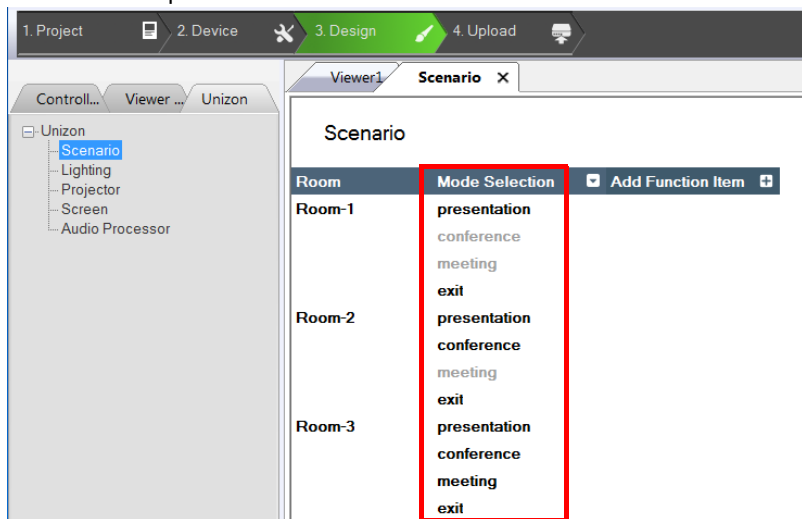 1. Project 2. Device 3. Design 4. Upload
Viewer1 Scenario X
Controll... Viewer ... Unizon
Unizon
Scenario
Lighting
Projector
Screen
Audio Processor
Scenario
Room Mode Selection Add Function Item
Room-1 presentation
conference
meeting
exit
Room-2 presentation
conference
meeting
exit
Room-3 presentation
conference
meeting
exit